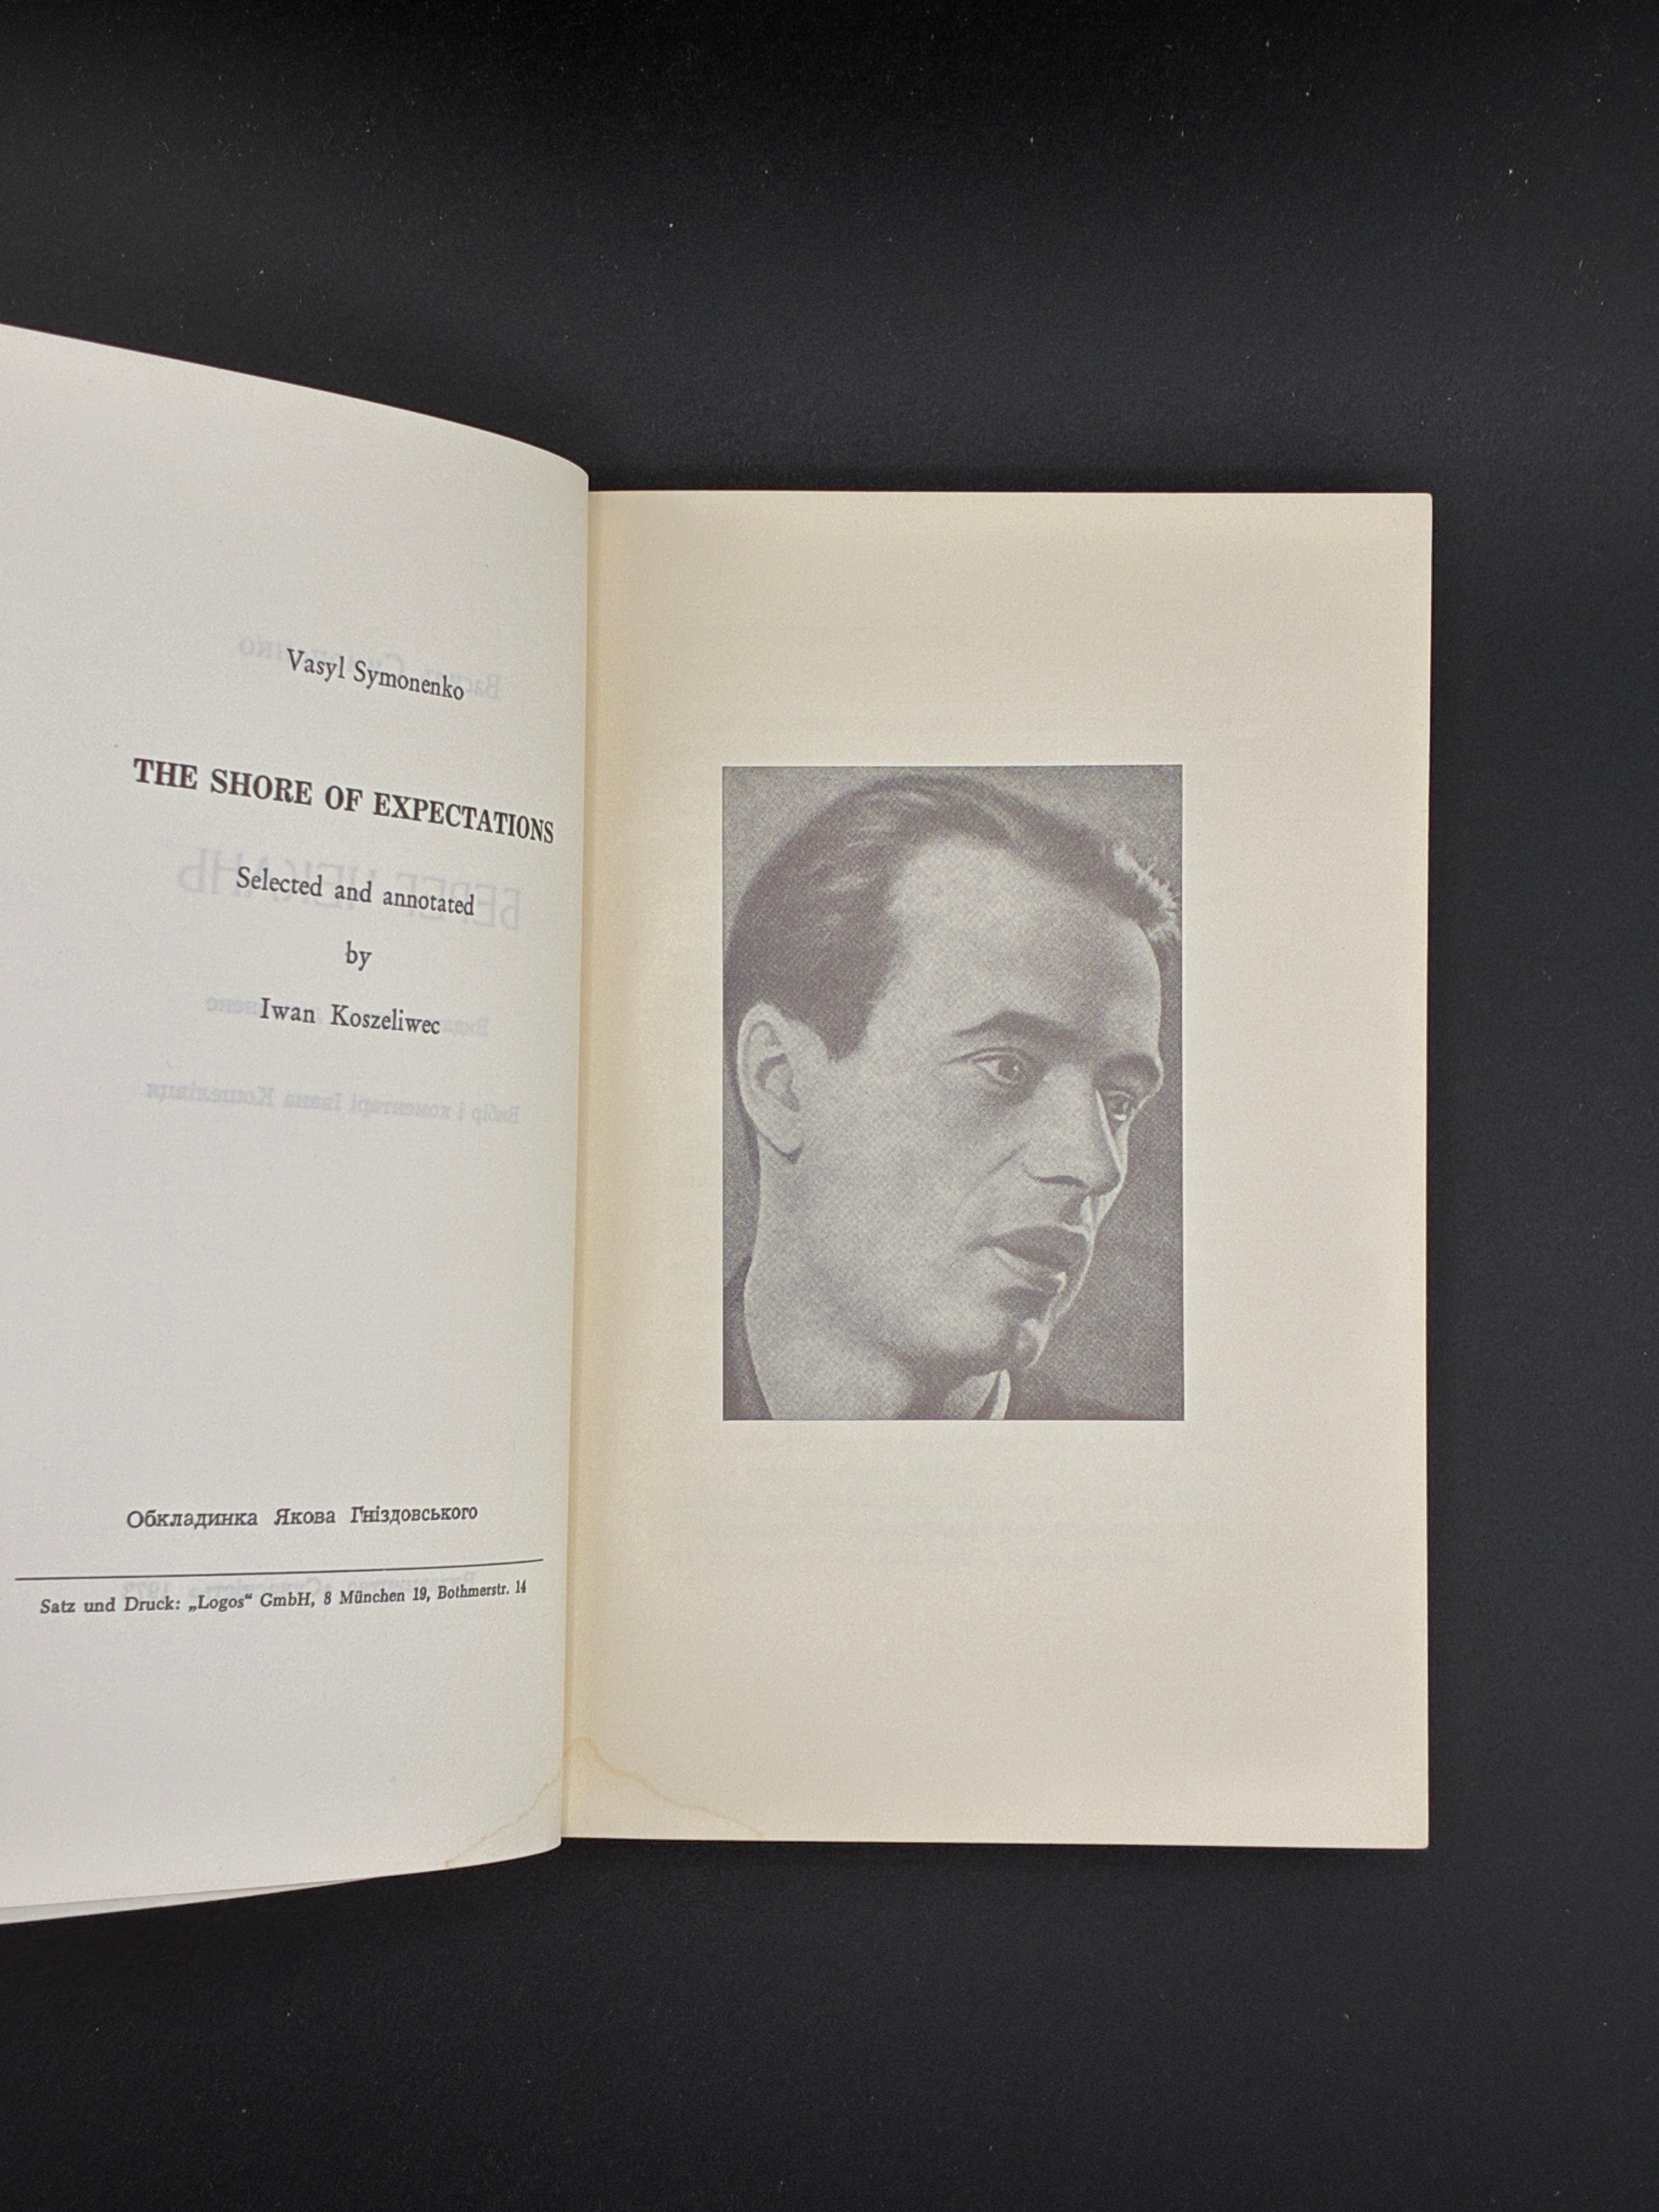 Vasyl Symonenko
THE SHORE OF EXPECTATIONS
Selected and annotated
by
Iwan Koszeliwec
Обкладинка Якова Гніздовського
Satz und Druck: „Logos“ GmbH, 8 München 19, Bothmerstr. 14